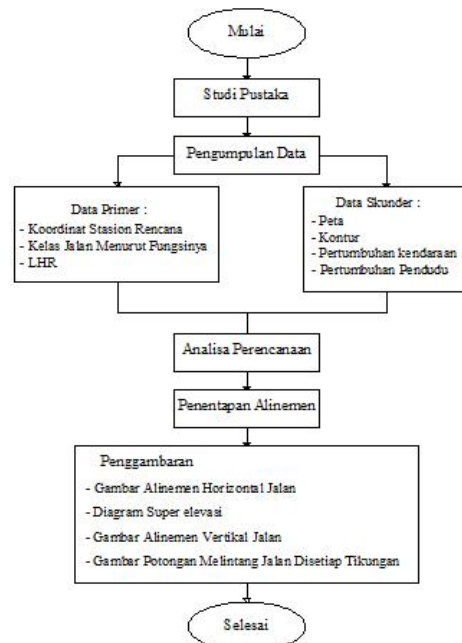 Mulai
Studi Pustaka
Pengumpulan Data
Data Primer :
- Koordinat Stasion Rencana
- Kelas Jalan Menurut Fungsinya
- LHR
Data Skunder :
- Peta
- Kontur
- Pertumbuhan kendaraan
- Pertumbuhan Pendudu
Analisa Perencanaan
Penentapan Alinemen
Penggambaran
- Gambar Alinemen Horizontal Jalan
- Diagram Super elevasi
- Gambar Alinemen Vertikal Jalan
- Gambar Potongan Melintang Jalan Disetiap Tikungan
Selesai